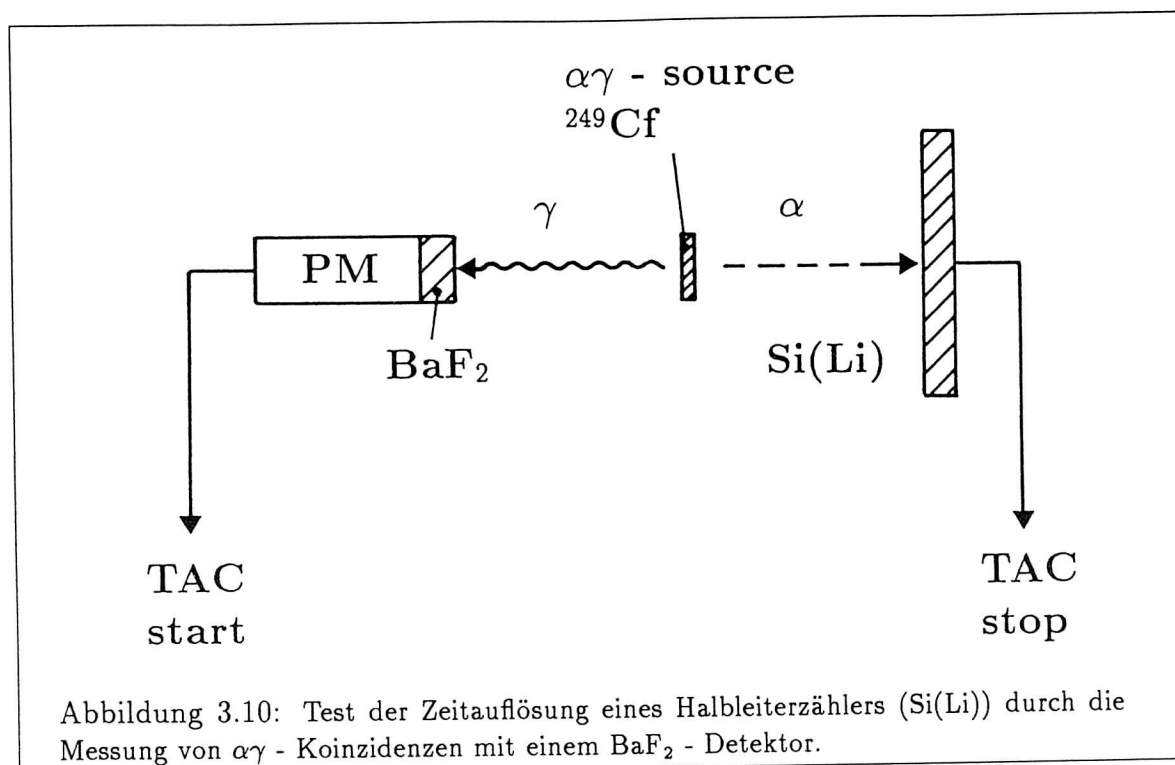 αγ - source
²⁴⁹Cf
γ
α
PM
BaF₂
Si(Li)
TAC
start
TAC
stop
Abbildung 3.10: Test der Zeitauflösung eines Halbleiterzählers (Si(Li)) durch die
Messung von αγ - Koinzidenzen mit einem BaF₂ - Detektor.